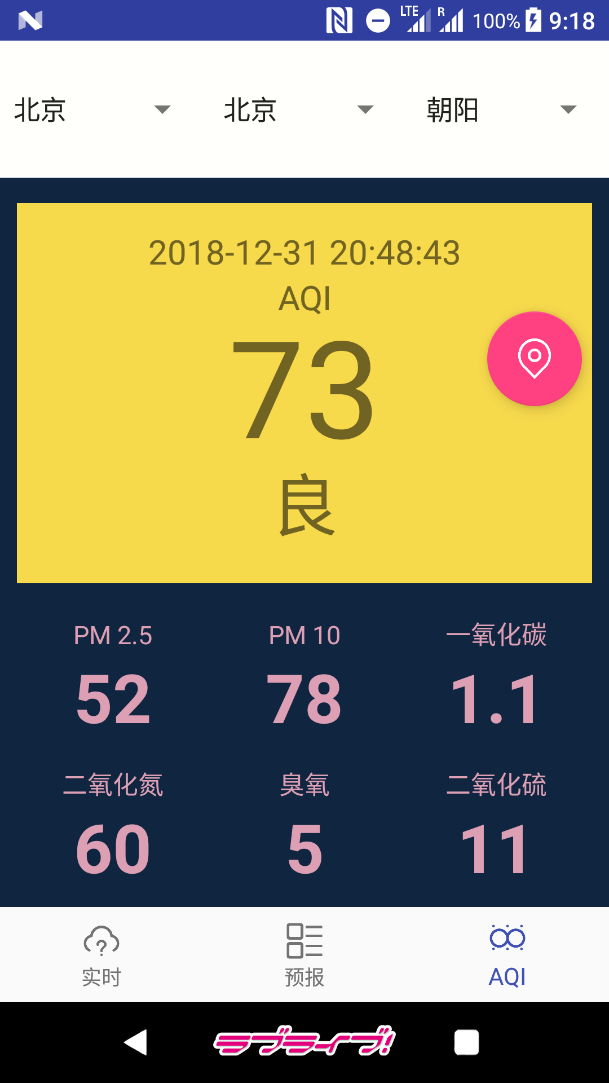 LTE R 100% 9:18
北京 北京 朝阳
2018-12-31 20:48:43
AQI
73
良
PM 2.5 PM 10 一氧化碳
52 78 1.1
二氧化氮 臭氧 二氧化硫
60 5 11
实时 预报 AQI
ラブライブ!